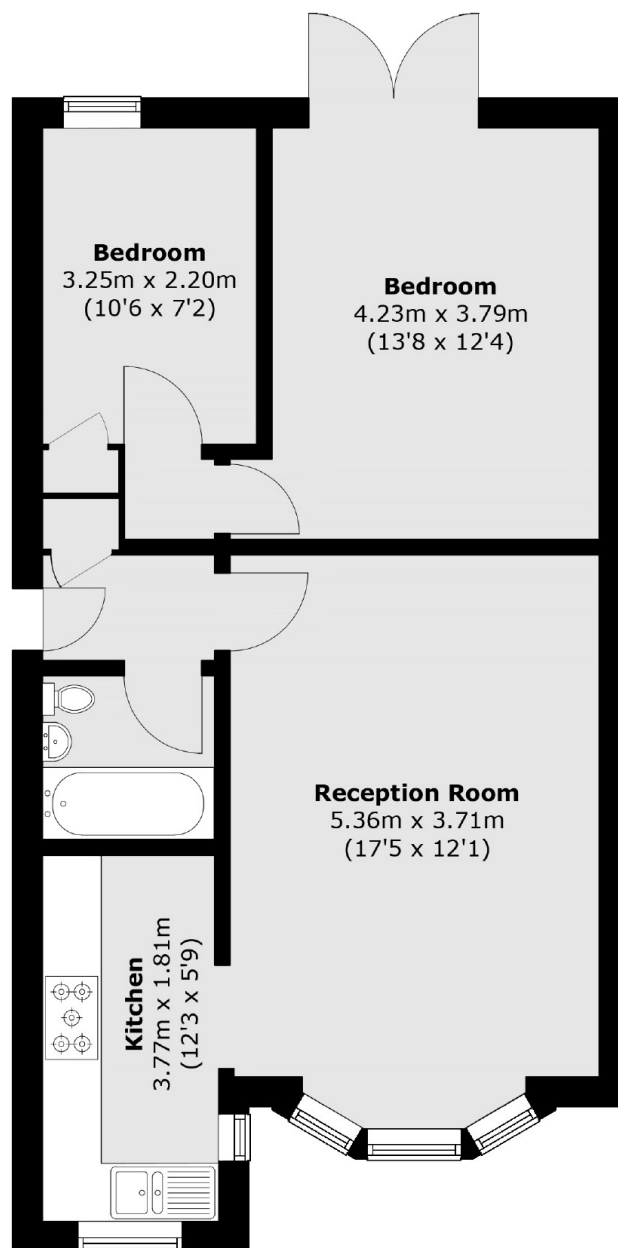 Bedroom
3.25m x 2.20m
(10'6 x 7'2)
Bedroom
4.23m x 3.79m
(13'8 x 12'4)
Reception Room
5.36m x 3.71m
(17'5 x 12'1)
Kitchen
3.77m x 1.81m
(12'3 x 5'9)